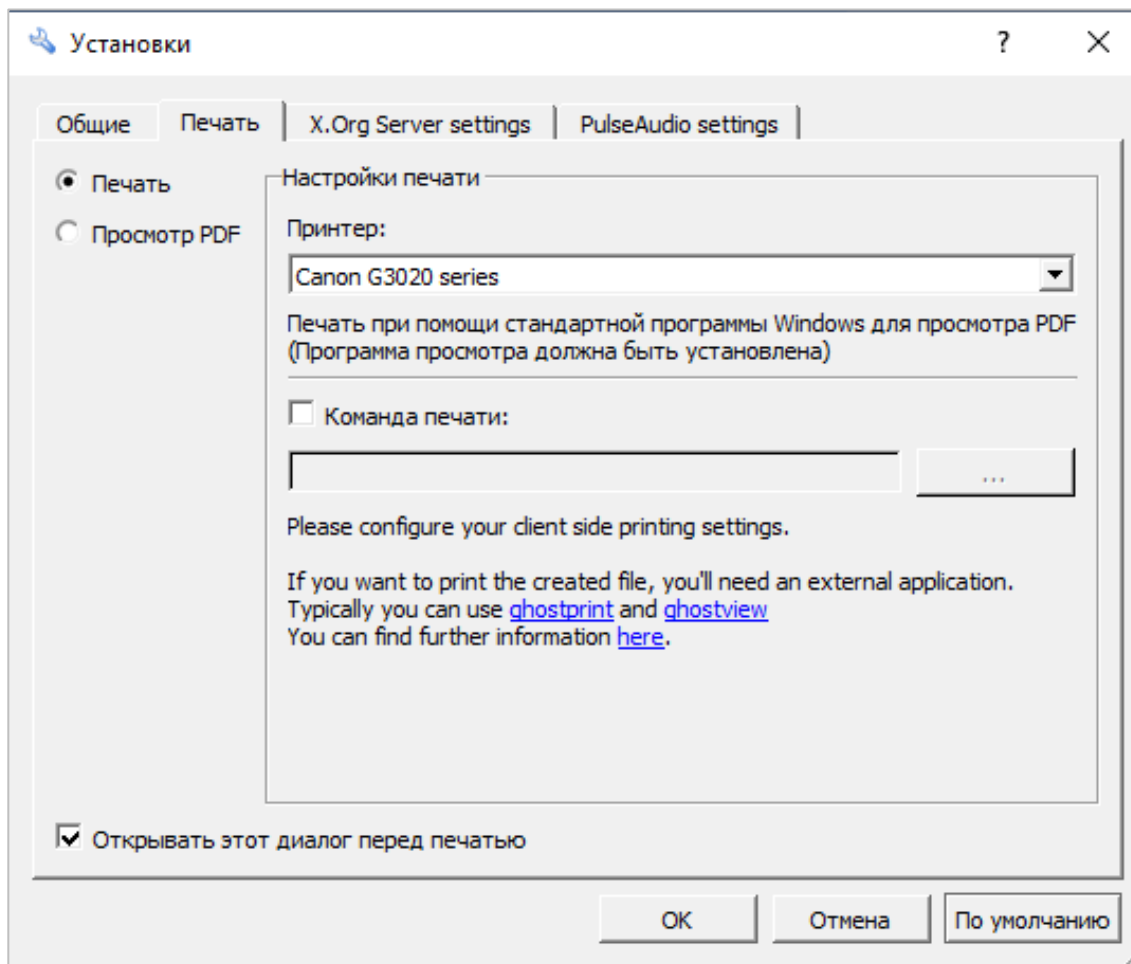 Установки
?
Общие
Печать
X.Org Server settings
PulseAudio settings
Печать
Просмотр PDF
Настройки печати
Принтер:
Canon G3020 series
Печать при помощи стандартной программы Windows для просмотра PDF
(Программа просмотра должна быть установлена)
Команда печати:
...
Please configure your client side printing settings.
If you want to print the created file, you'll need an external application.
Typically you can use ghostprint and ghostview
You can find further information here.
Открывать этот диалог перед печатью
OK
Отмена
По умолчанию